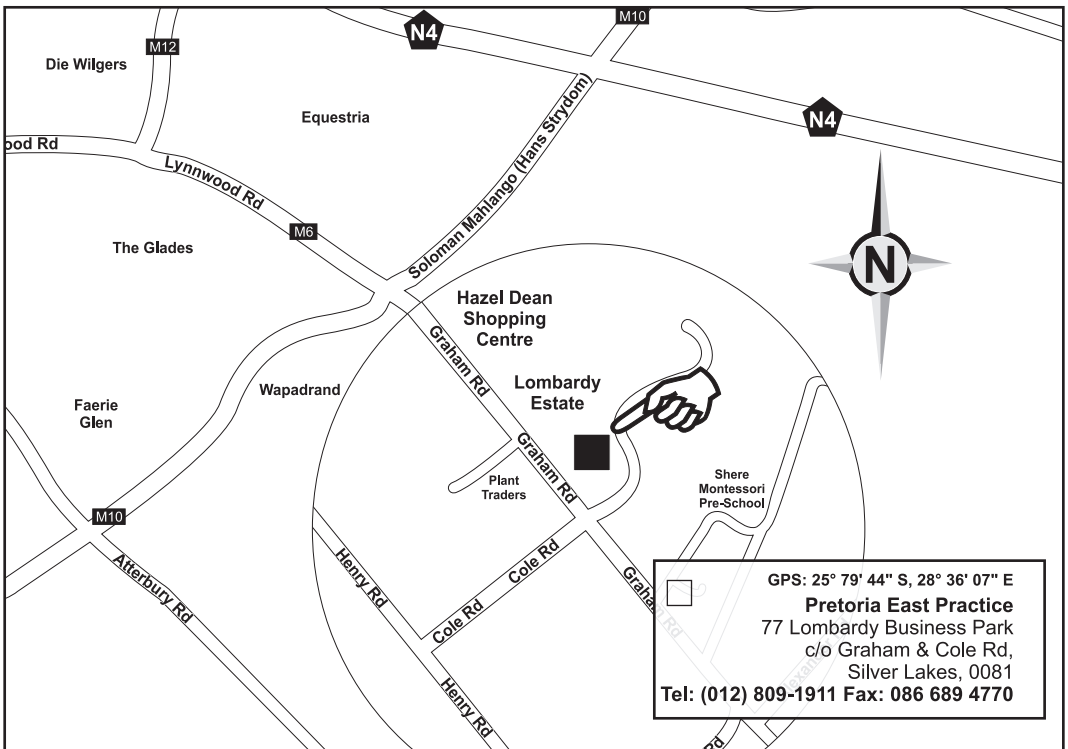 M10
N4
M12
Die Wilgers
Equestria
N4
ood Rd
Lynnwood Rd
Soloman Mahlango (Hans Strydom)
M6
The Glades
N
Hazel Dean
Shopping
Centre
Graham Rd
Lombardy
Estate
Wapadrand
Faerie
Glen
Graham Rd
Plant
Traders
Shere
Montessori
Pre-School
M10
Atterbury Rd
Henry Rd
Cole Rd
Cole Rd
Graham Rd
Henry Rd
Rd
GPS: 25° 79' 44" S, 28° 36' 07" E
Pretoria East Practice
77 Lombardy Business Park
c/o Graham & Cole Rd,
Silver Lakes, 0081
Tel: (012) 809-1911 Fax: 086 689 4770